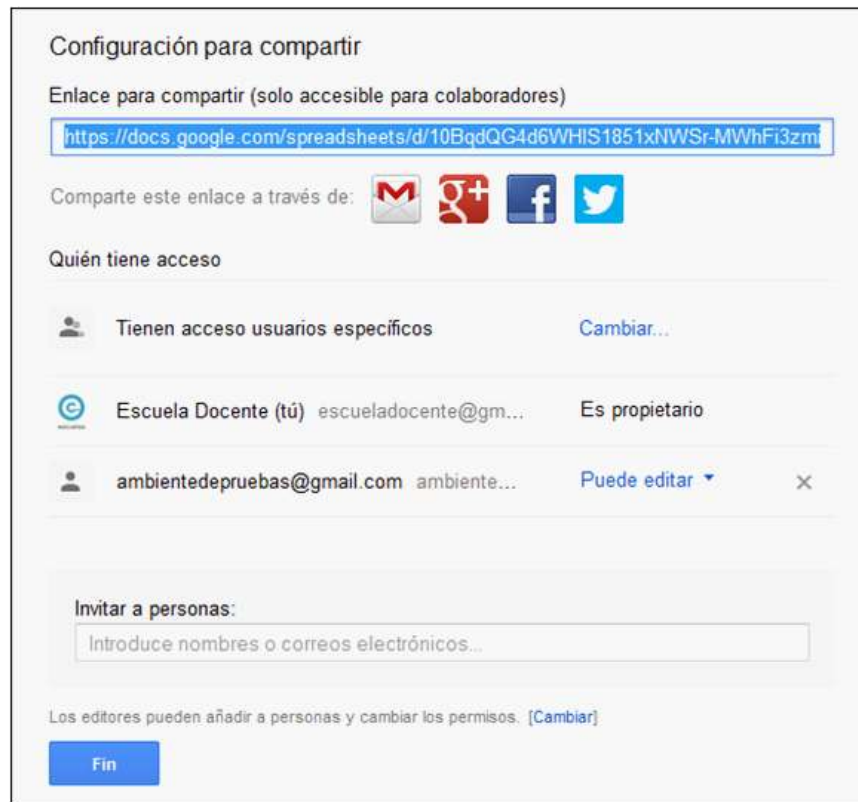 Configuración para compartir
Enlace para compartir (solo accesible para colaboradores)
https://docs.google.com/spreadsheets/d/10BqdQG4d6WHIS1851xNWSr-MWhFi3zmi
Comparte este enlace a través de:
Quién tiene acceso
Tienen acceso usuarios específicos Cambiar...
Escuela Docente (tú) escueladocente@gm... Es propietario
ambientedepruebas@gmail.com ambiente... Puede editar
Invitar a personas:
Introduce nombres o correos electrónicos...
Los editores pueden añadir a personas y cambiar los permisos. [Cambiar]
Fin